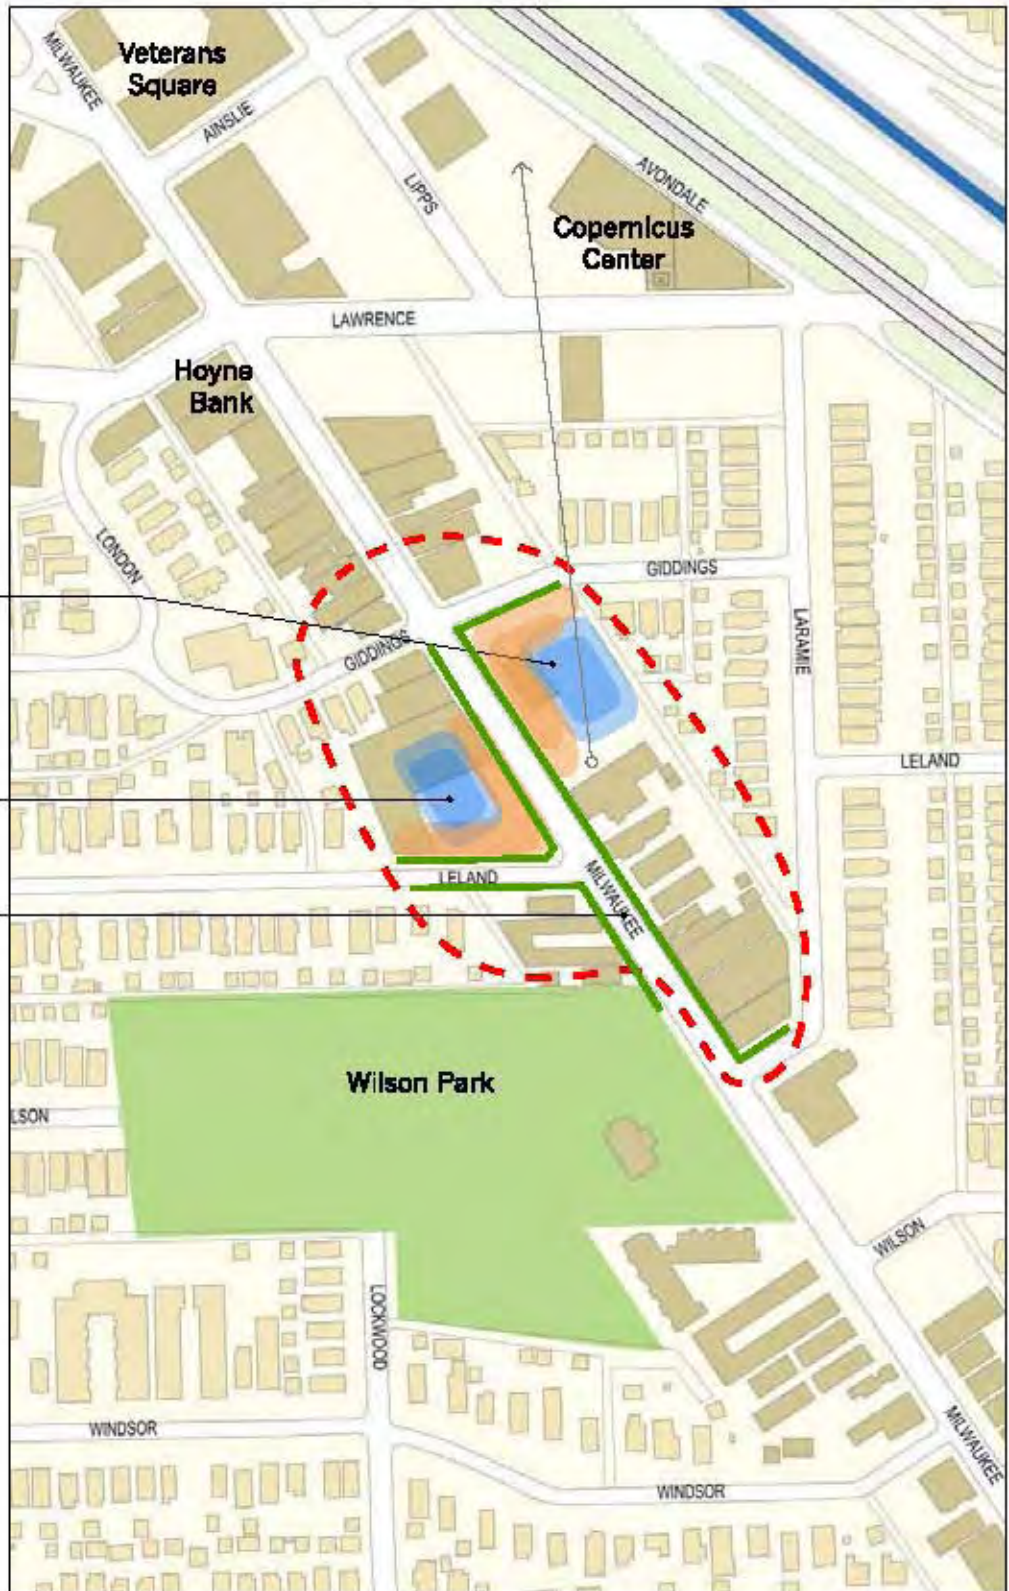 Veterans
Square
MILWAUKEE
AINSLIE
LIPPS
AVONDALE
Copernicus
Center
LAWRENCE
Hoyne
Bank
LONDON
GIDDINGS
GIDDINGS
LARAMIE
LELAND
LELAND
MILWAUKEE
Wilson Park
LSON
WILSON
LOCKWOOD
WINDSOR
MILWAUKEE
WINDSOR